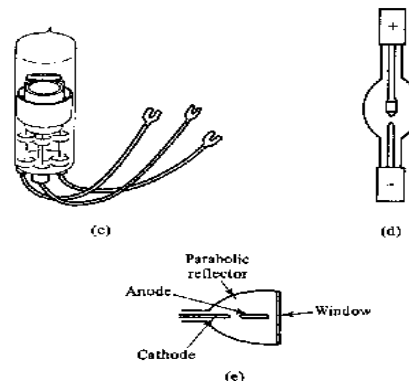 +
-
(c)
(d)
Parabolic
reflector
Anode
Window
Cathode
(e)